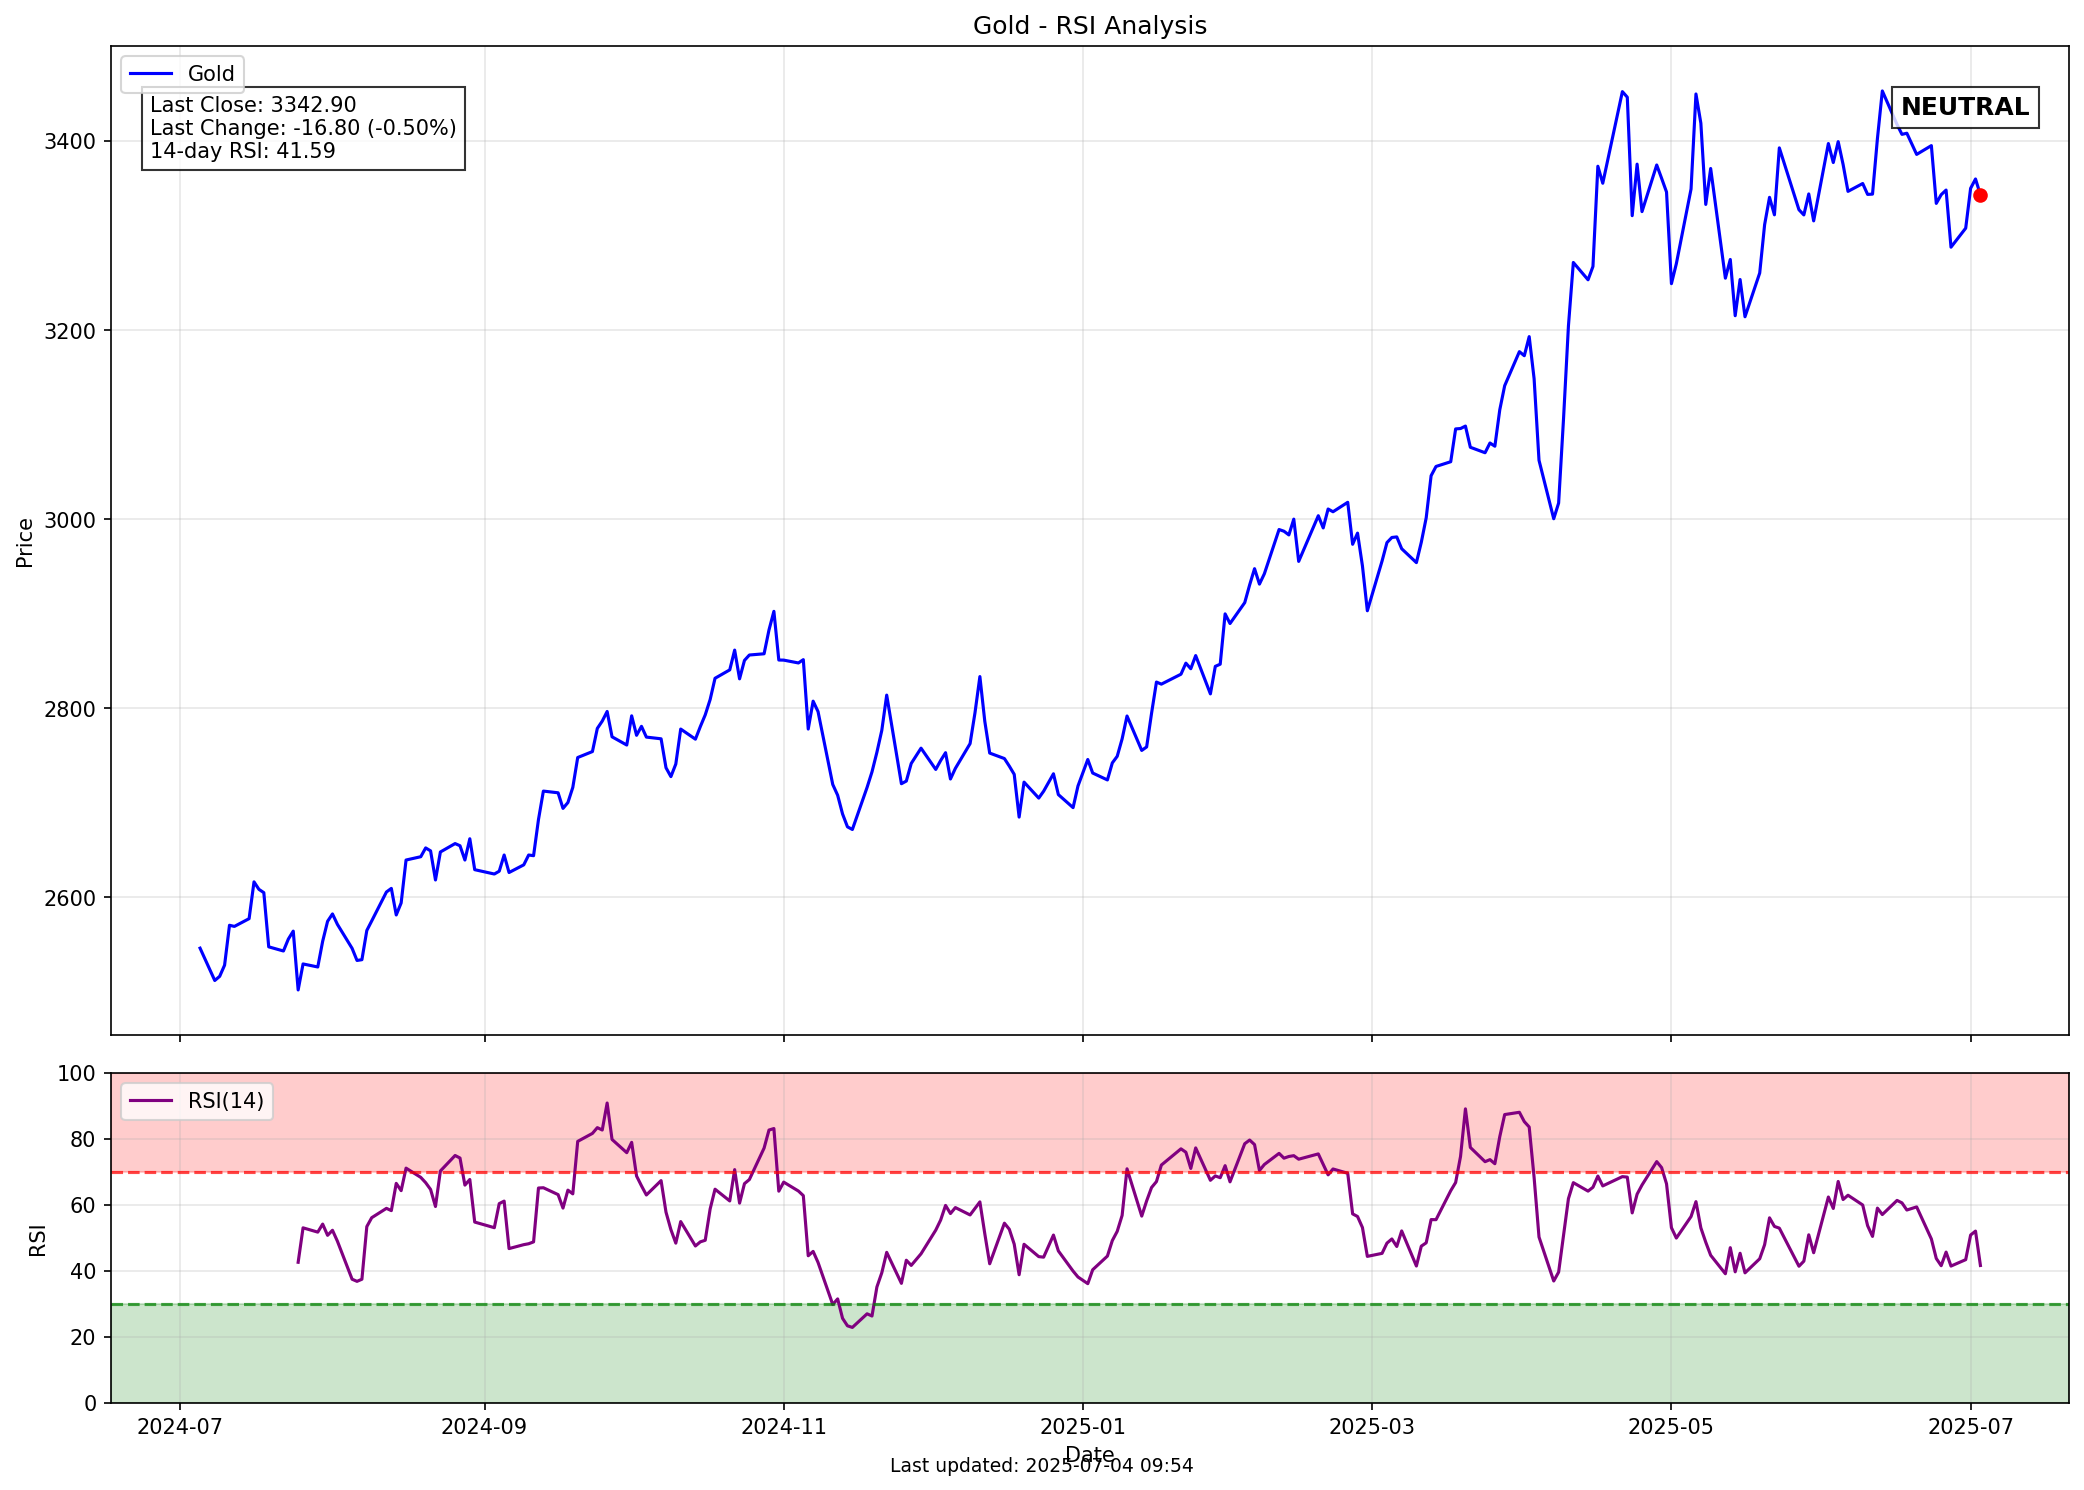 Gold - RSI Analysis
Gold
Last Close: 3342.90
Last Change: -16.80 (-0.50%)
14-day RSI: 41.59
NEUTRAL
3400
3200
3000
2800
2600
Price
RSI(14)
100
80
60
40
20
0
RSI
2024-07
2024-09
2024-11
2025-01
2025-03
2025-05
2025-07
Date
Last updated: 2025-07-04 09:54